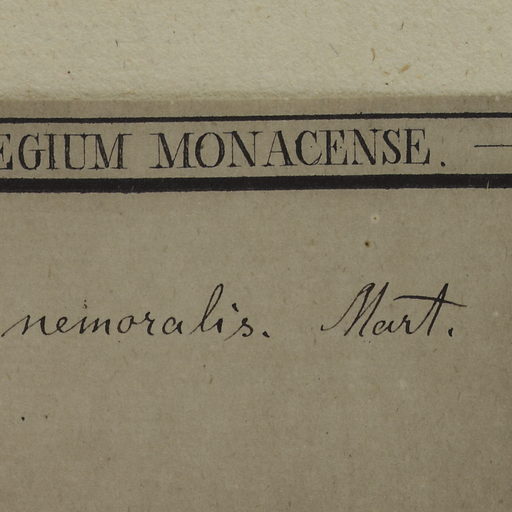 EGIUM MONACENSE. —
nemoralis. Mart.